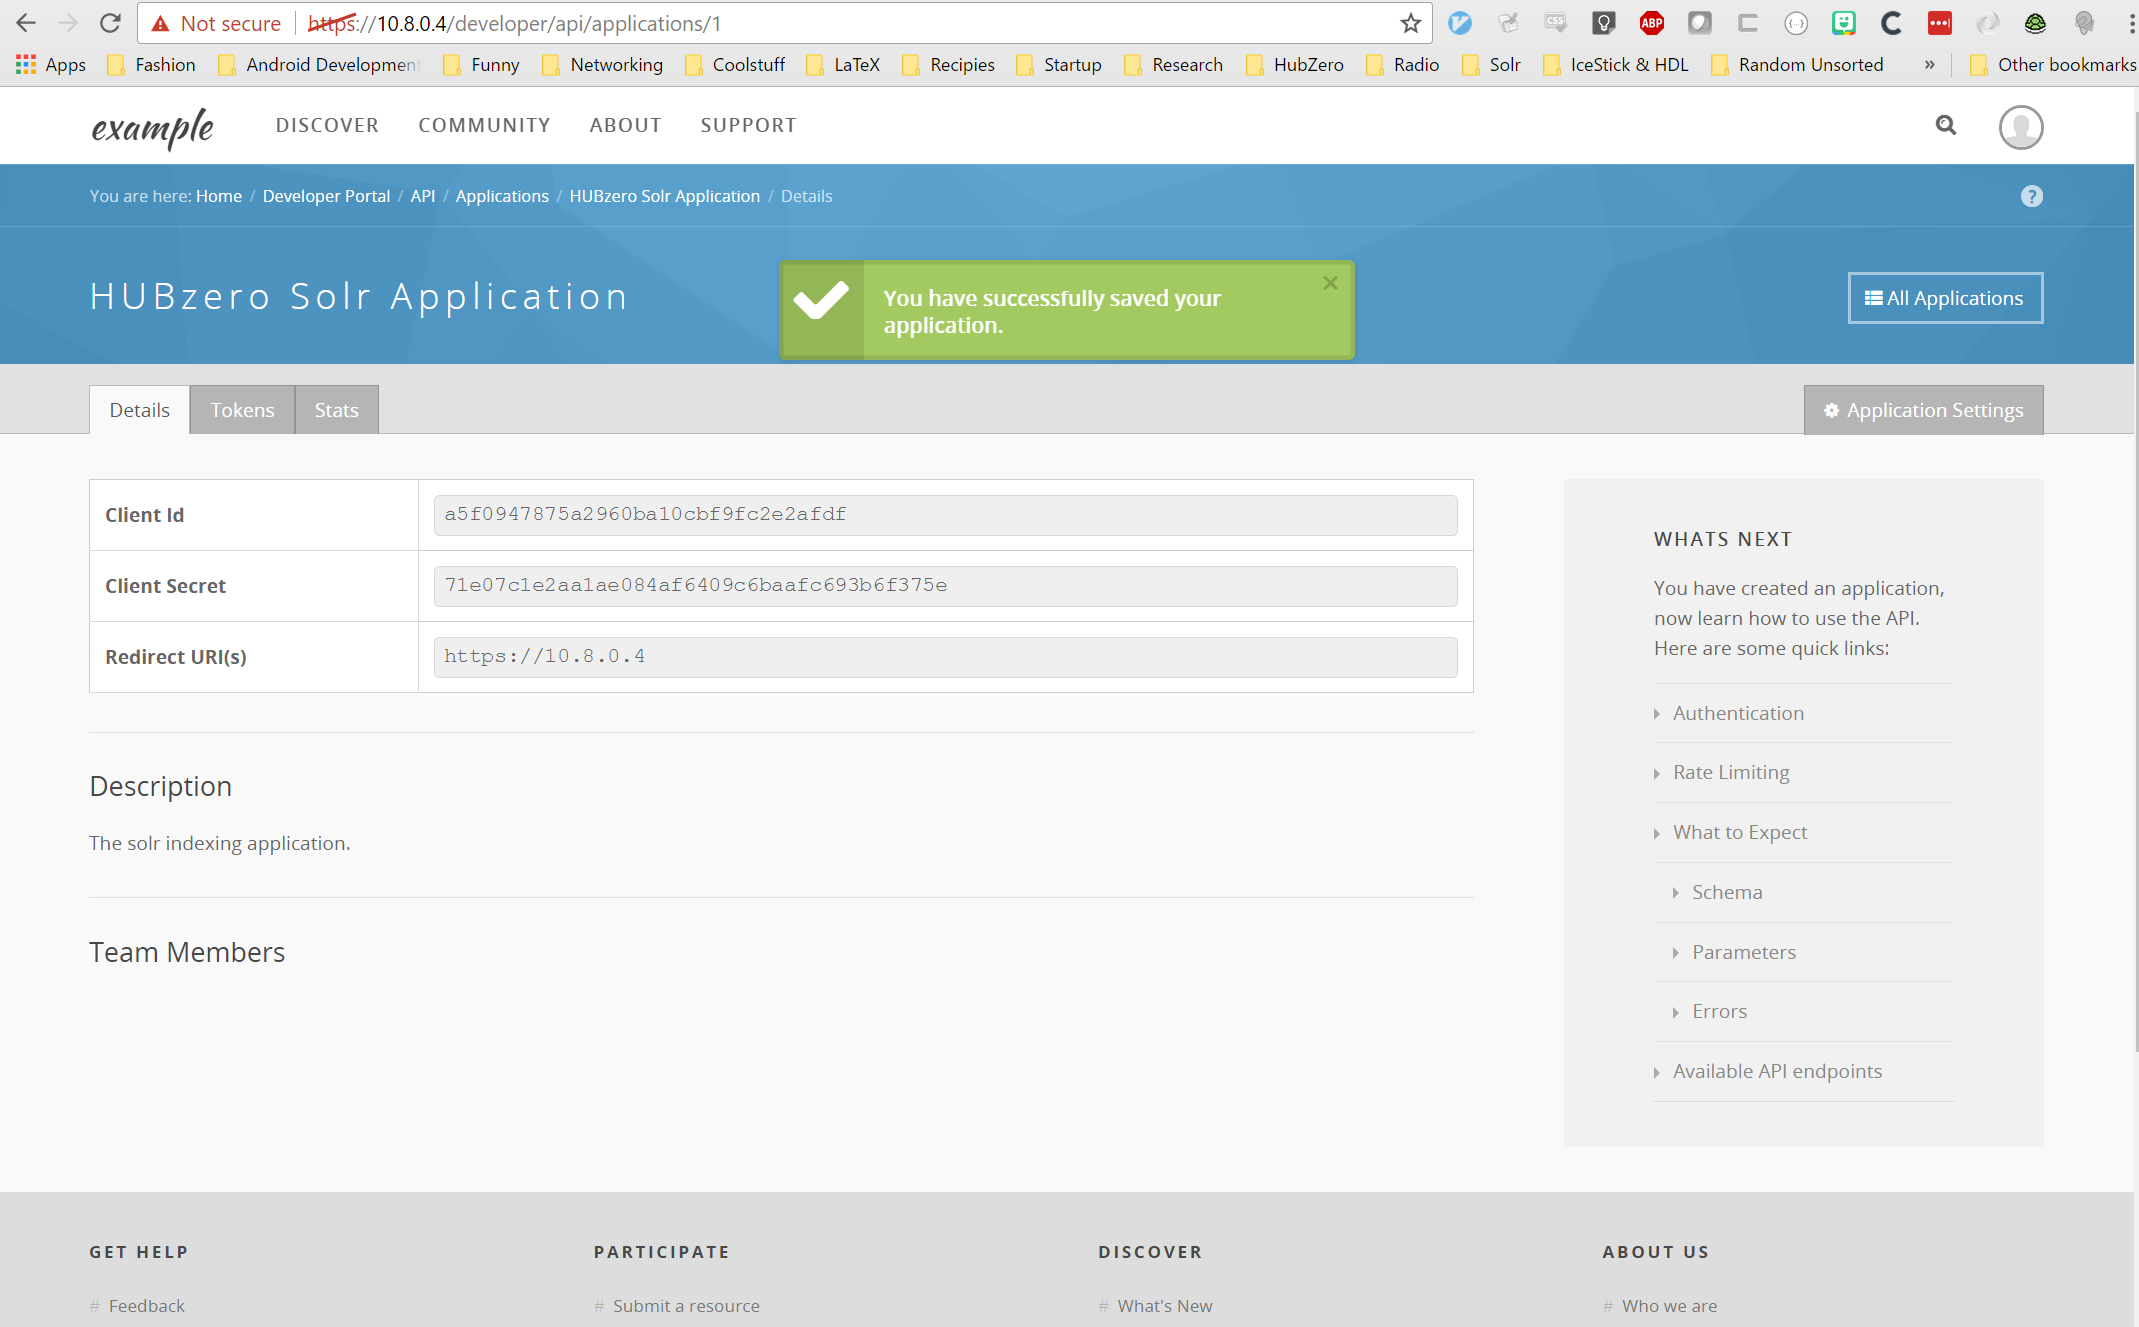 Not secure https://10.8.0.4/developer/api/applications/1
Apps Fashion Android Development Funny Networking Coolstuff LaTeX Recipies Startup Research HubZero Radio Solr IceStick & HDL Random Unsorted » Other bookmarks
example DISCOVER COMMUNITY ABOUT SUPPORT
You are here: Home / Developer Portal / API / Applications / HUBzero Solr Application / Details ?
HUBzero Solr Application
You have successfully saved your
application.
All Applications
Details Tokens Stats Application Settings
Client Id a5f0947875a2960ba10cbf9fc2e2afdf
Client Secret 71e07c1e2aa1ae084af6409c6baafc693b6f375e
Redirect URI(s) https://10.8.0.4
Description
The solr indexing application.
Team Members
WHATS NEXT
You have created an application,
now learn how to use the API.
Here are some quick links:
Authentication
Rate Limiting
What to Expect
Schema
Parameters
Errors
Available API endpoints
GET HELP PARTICIPATE DISCOVER ABOUT US
# Feedback # Submit a resource # What's New # Who we are